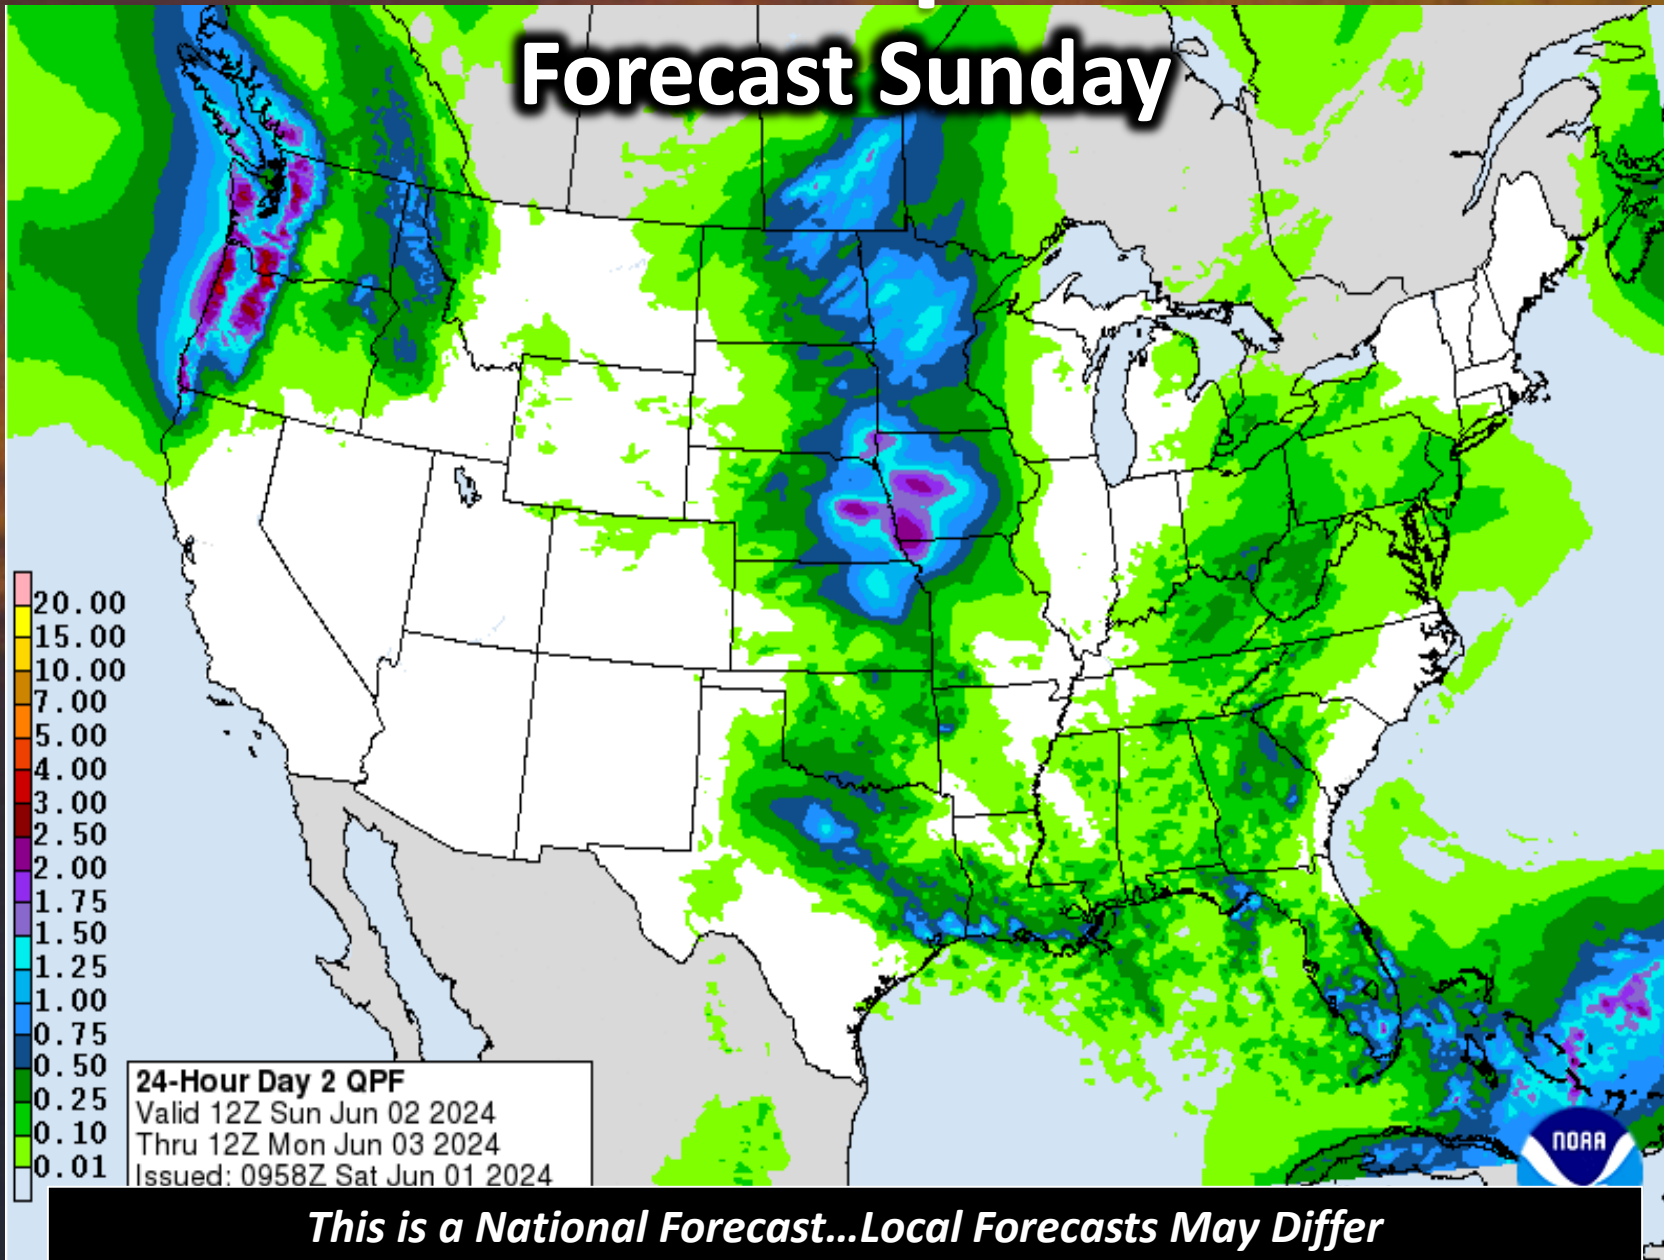 Forecast Sunday
20.00
15.00
10.00
7.00
5.00
4.00
3.00
2.50
2.00
1.75
1.50
1.25
1.00
0.75
0.50
0.25
0.10
0.01
24-Hour Day 2 QPF
Valid 12Z Sun Jun 02 2024
Thru 12Z Mon Jun 03 2024
Issued: 0958Z Sat Jun 01 2024
NOAA
This is a National Forecast...Local Forecasts May Differ